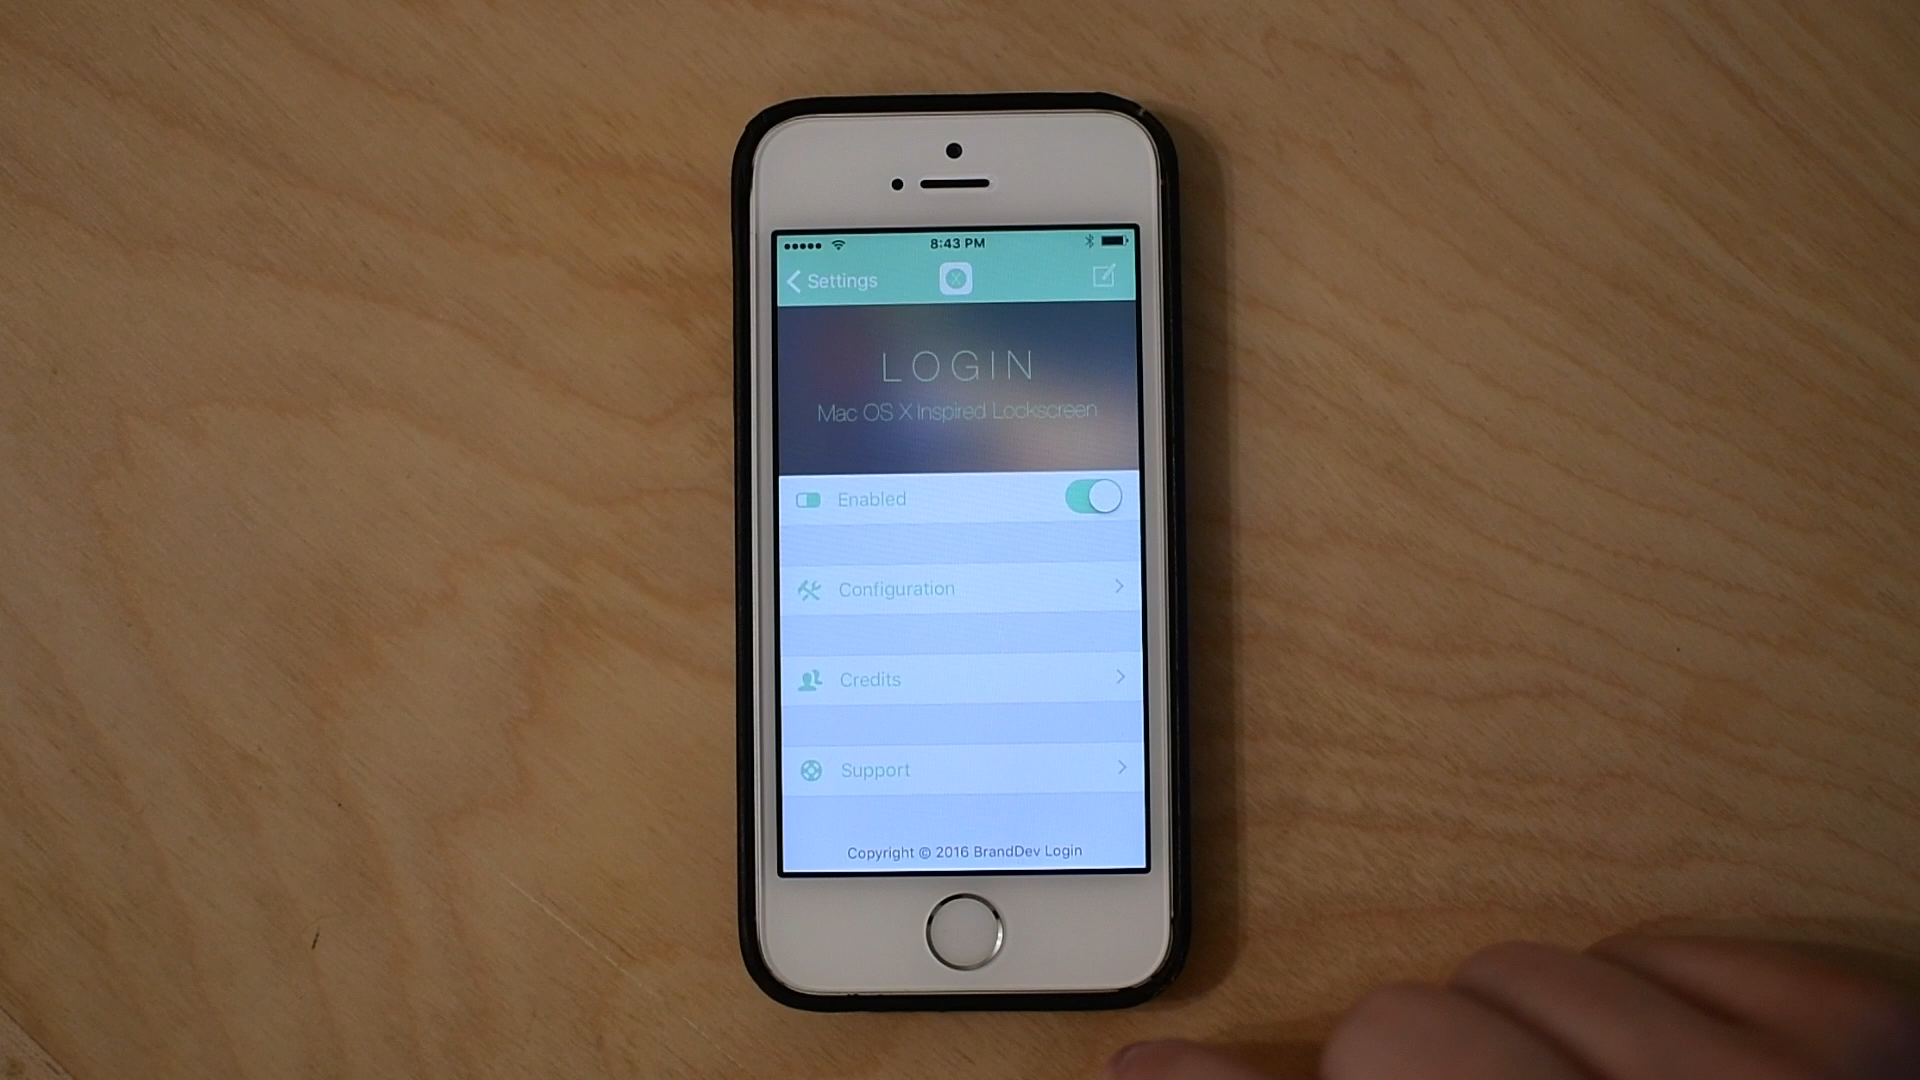 8:43 PM
Settings
LOGIN
Mac OS X Inspired Lockscreen
Enabled
Configuration
Credits
Support
Copyright © 2016 BrandDev Login